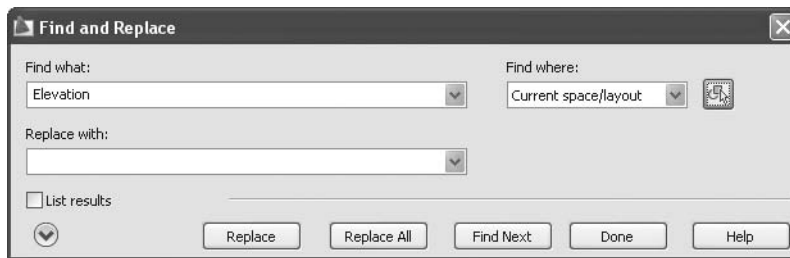 Find and Replace
Find what:
Find where:
Elevation
Current space/layout
Replace with:
List results
Replace
Replace All
Find Next
Done
Help